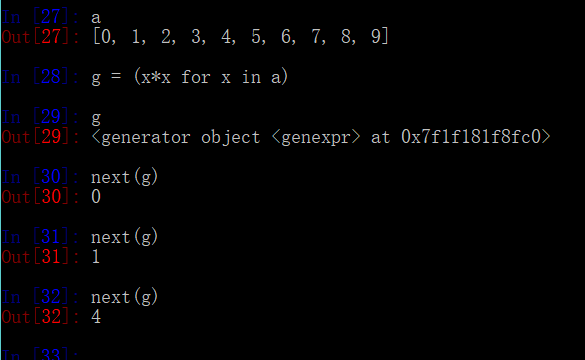 In [27]: a
Out[27]: [0, 1, 2, 3, 4, 5, 6, 7, 8, 9]
In [28]: g = (x*x for x in a)
In [29]: g
Out[29]: <generator object <genexpr> at 0x7f1f181f8fc0>
In [30]: next(g)
Out[30]: 0
In [31]: next(g)
Out[31]: 1
In [32]: next(g)
Out[32]: 4
In [33]: